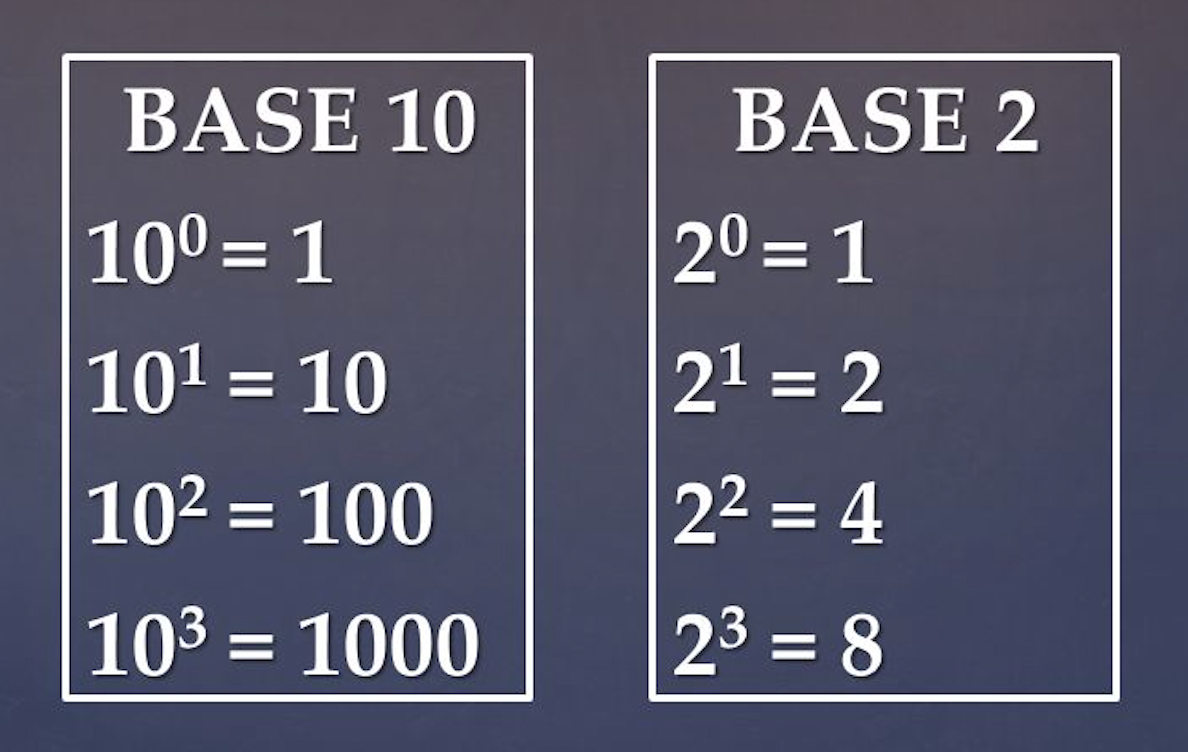 BASE 10
10⁰ = 1
10¹ = 10
10² = 100
10³ = 1000
BASE 2
2⁰ = 1
2¹ = 2
2² = 4
2³ = 8